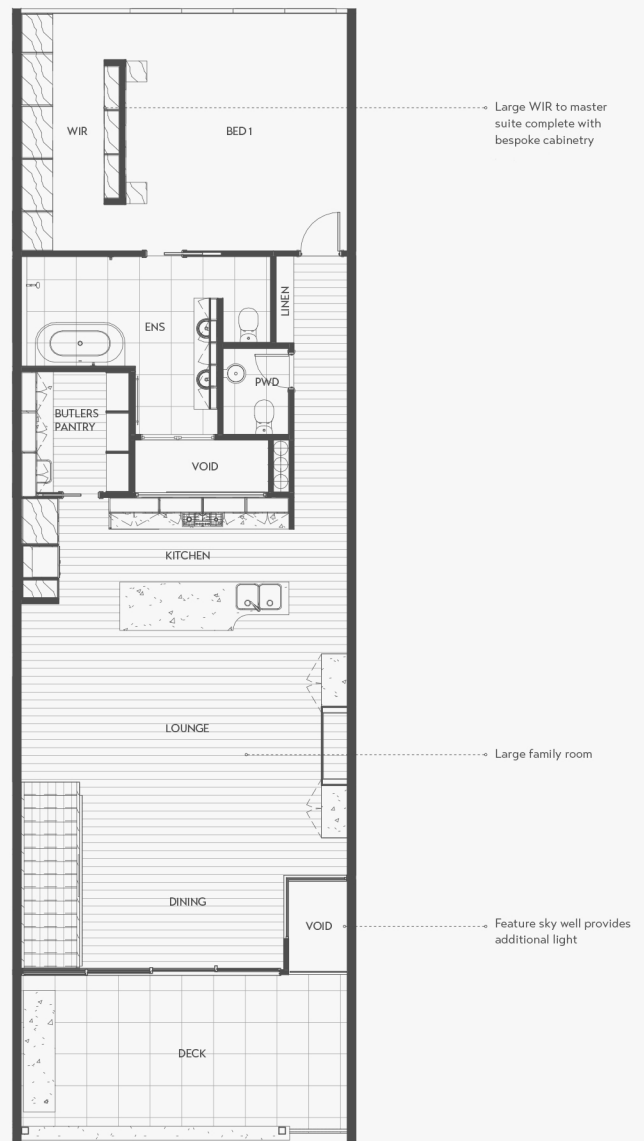 WIR
BED 1
Large WIR to master
suite complete with
bespoke cabinetry
LINEN
ENS
PWD
BUTLERS
PANTRY
VOID
KITCHEN
LOUNGE
Large family room
DINING
VOID
Feature sky well provides
additional light
DECK